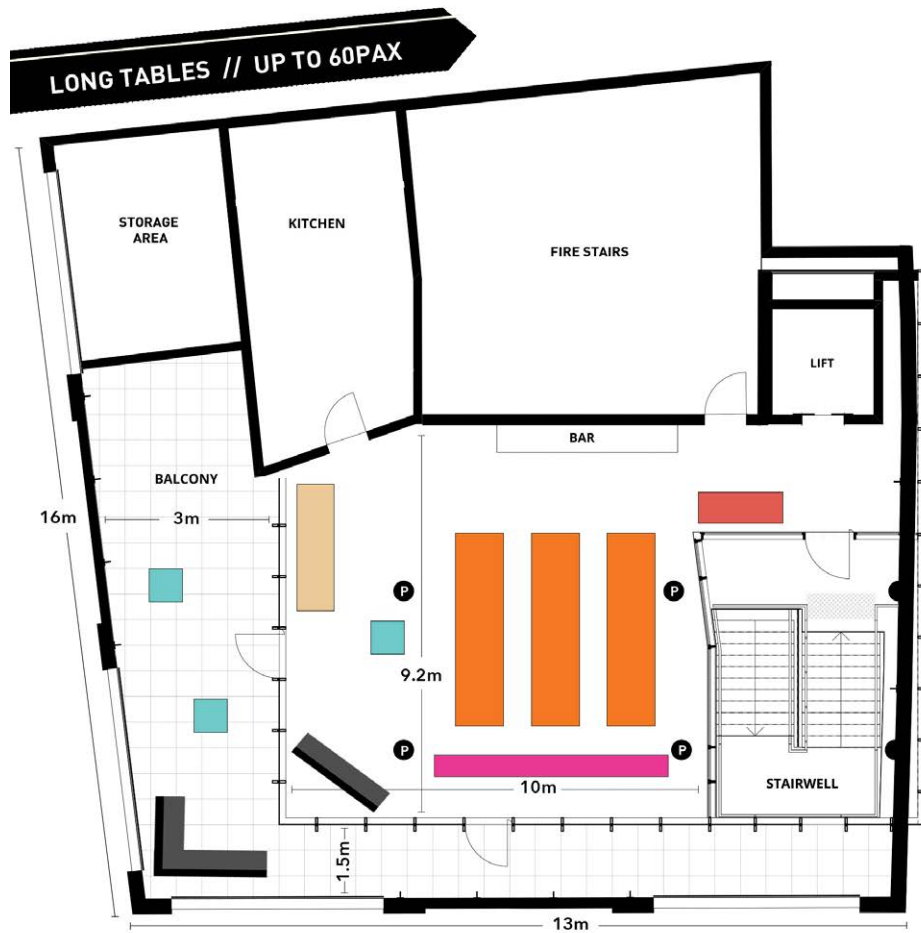 LONG TABLES // UP TO 60PAX
STORAGE
AREA
KITCHEN
FIRE STAIRS
LIFT
BAR
BALCONY
16m
3m
P
P
9.2m
P
P
10m
STAIRWELL
1.5m
13m